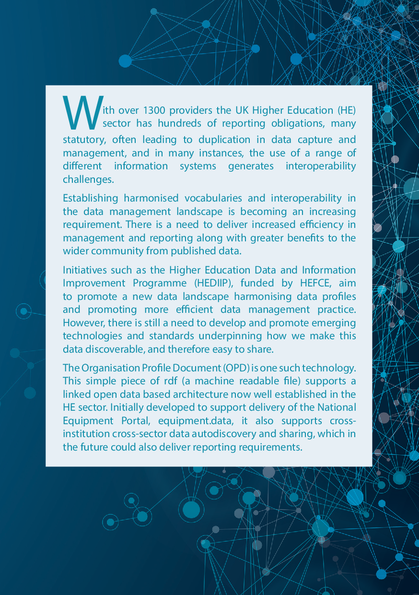 With over 1300 providers the UK Higher Education (HE)
sector has hundreds of reporting obligations, many
statutory, often leading to duplication in data capture and
management, and in many instances, the use of a range of
different information systems generates interoperability
challenges.
Establishing harmonised vocabularies and interoperability in
the data management landscape is becoming an increasing
requirement. There is a need to deliver increased efficiency in
management and reporting along with greater benefits to the
wider community from published data.
Initiatives such as the Higher Education Data and Information
Improvement Programme (HEDIIP), funded by HEFCE, aim
to promote a new data landscape harmonising data profiles
and promoting more efficient data management practice.
However, there is still a need to develop and promote emerging
technologies and standards underpinning how we make this
data discoverable, and therefore easy to share.
The Organisation Profile Document (OPD) is one such technology.
This simple piece of rdf (a machine readable file) supports a
linked open data based architecture now well established in the
HE sector. Initially developed to support delivery of the National
Equipment Portal, equipment.data, it also supports cross-
institution cross-sector data autodiscovery and sharing, which in
the future could also deliver reporting requirements.